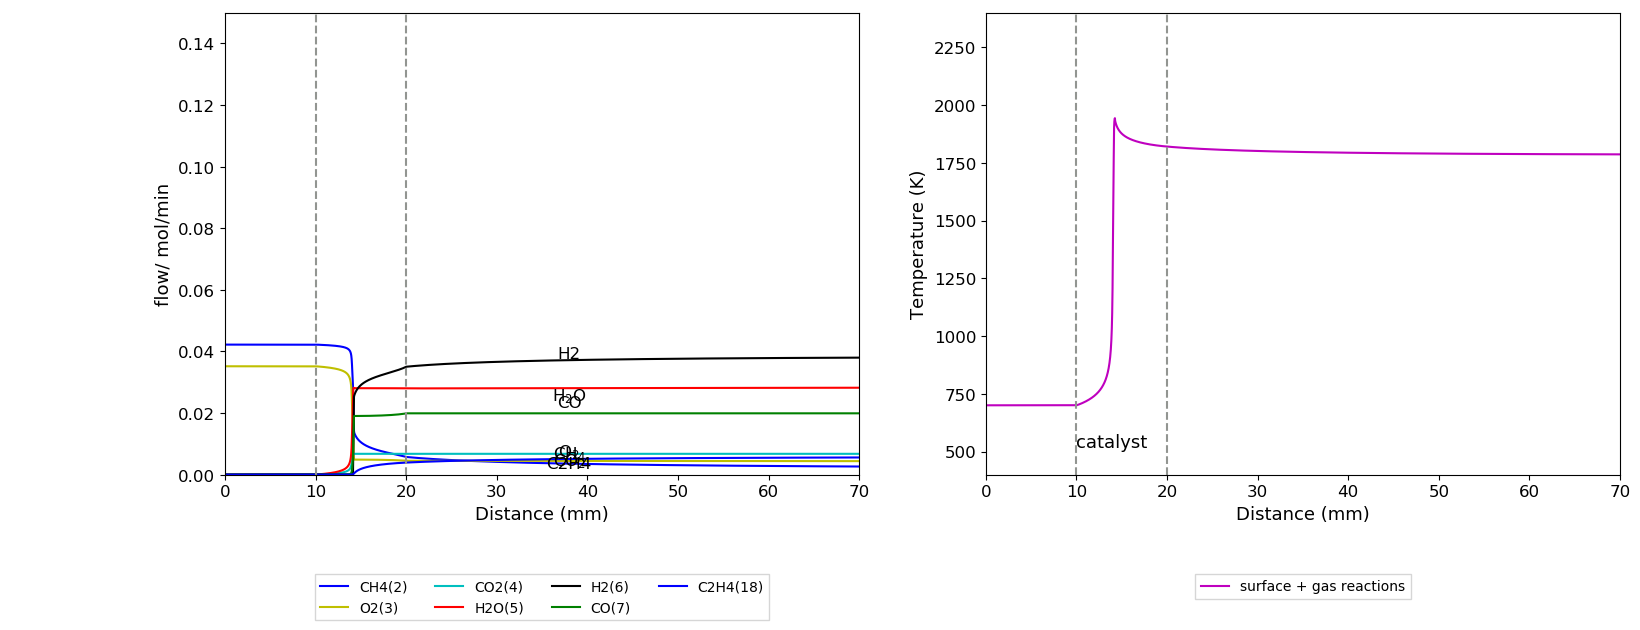 0.14
0.12
0.10
0.08
0.06
0.04
0.02
0.00
flow/ mol/min
H2
H₂O
CO
C2H4
0 10 20 30 40 50 60 70
Distance (mm)
CH4(2) CO2(4) H2(6) C2H4(18)
O2(3) H2O(5) CO(7)
2250
2000
1750
1500
1250
1000
750
500
Temperature (K)
catalyst
0 10 20 30 40 50 60 70
Distance (mm)
surface + gas reactions